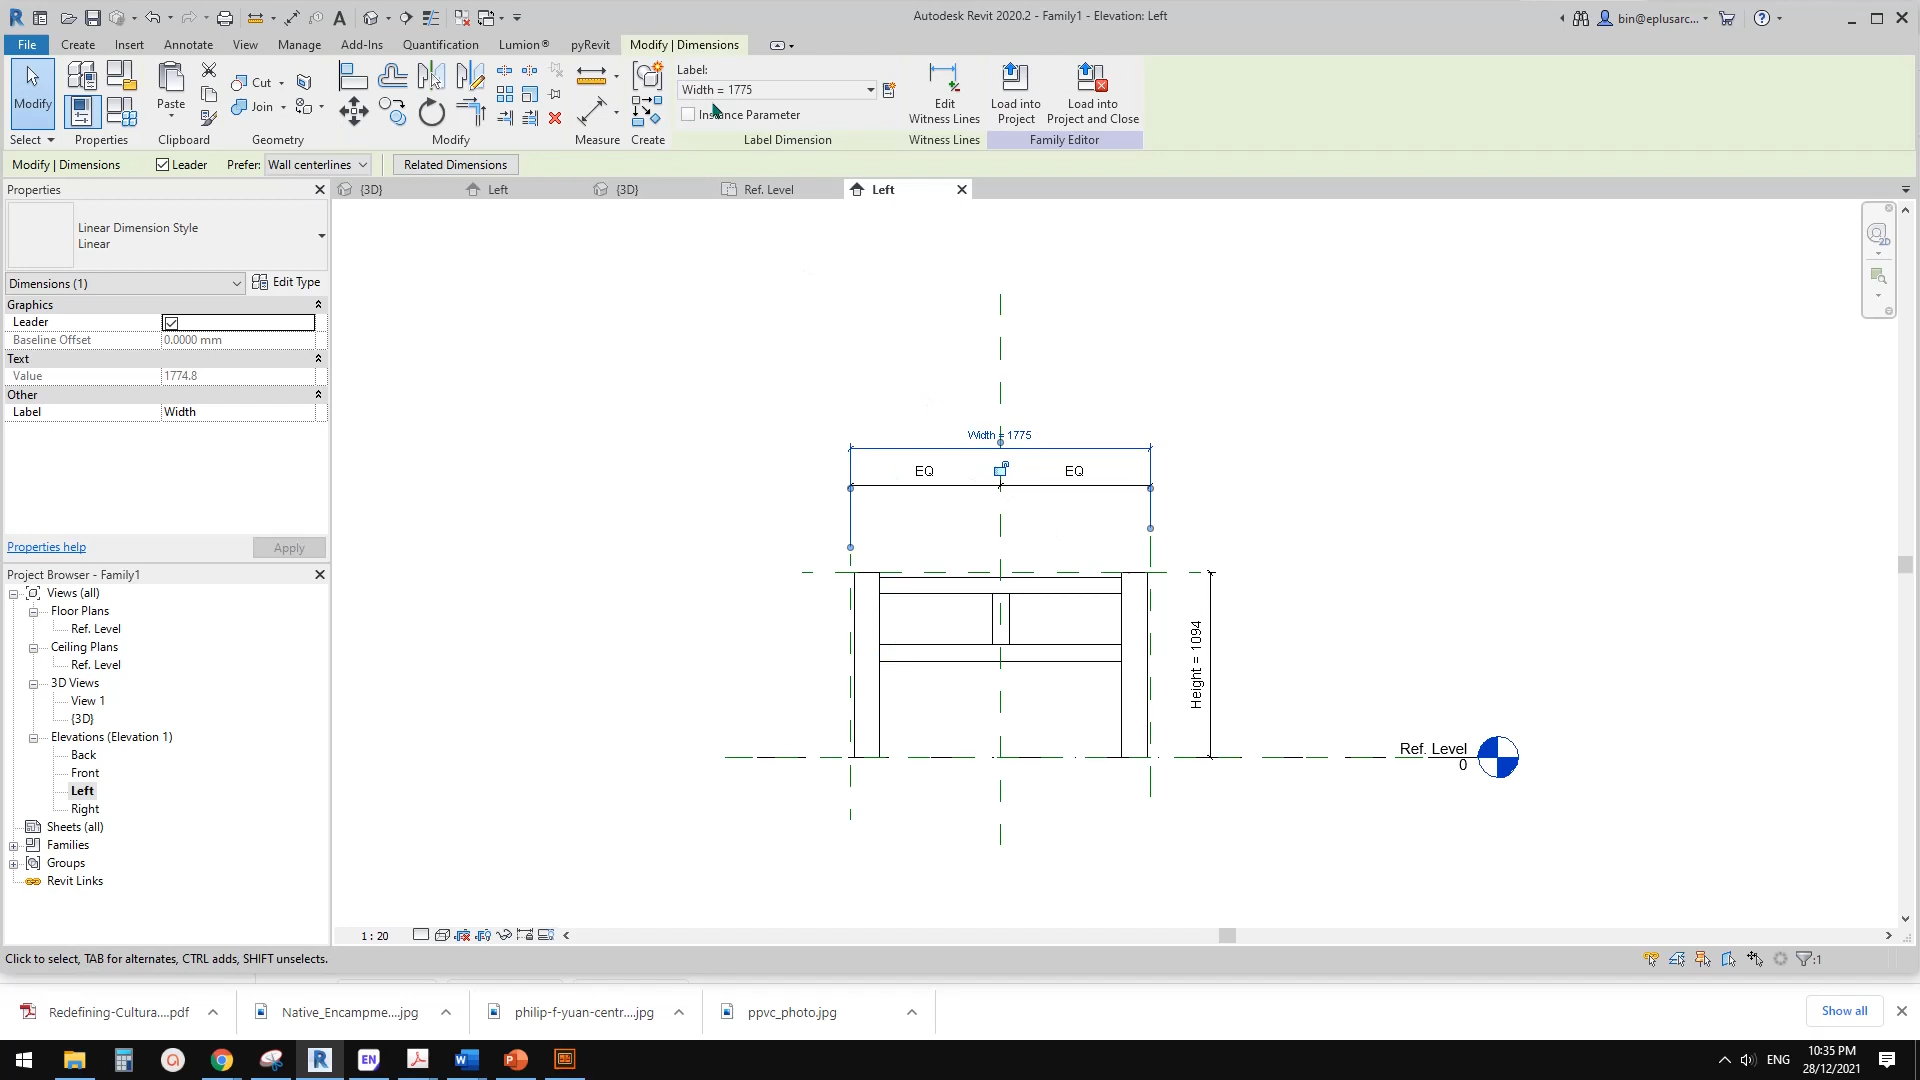 Autodesk Revit 2020.2 - Family1 - Elevation: Left
bin@eplusarc...
File Create Insert Annotate View Manage Add-Ins Quantification Lumion® pyRevit Modify | Dimensions
Modify
Paste
Cut
Join
Label:
Width = 1775
Instance Parameter
Edit
Witness Lines
Load into
Project
Load into
Project and Close
Select Properties Clipboard Geometry Modify Measure Create Label Dimension Witness Lines Family Editor
Modify | Dimensions Leader Prefer: Wall centerlines Related Dimensions
Properties
{3D} Left {3D} Ref. Level Left
Linear Dimension Style
Linear
Dimensions (1) Edit Type
Graphics
Leader
Baseline Offset 0.0000 mm
Text
Value 1774.8
Other
Label Width
Properties help Apply
Project Browser - Family1
Views (all)
Floor Plans
Ref. Level
Ceiling Plans
Ref. Level
3D Views
View 1
{3D}
Elevations (Elevation 1)
Back
Front
Left
Right
Sheets (all)
Families
Groups
Revit Links
Width = 1775
EQ EQ
Height = 1094
Ref. Level
0
2D
1 : 20
Click to select, TAB for alternates, CTRL adds, SHIFT unselects.
:1
Redefining-Cultura....pdf
Native_Encampme....jpg
philip-f-yuan-centr....jpg
ppvc_photo.jpg
Show all
EN
ENG
10:35 PM
28/12/2021